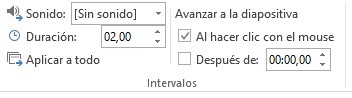 Sonido: [Sin sonido]
Duración: 02,00
Aplicar a todo
Avanzar a la diapositiva
Al hacer clic con el mouse
Después de: 00:00,00
Intervalos